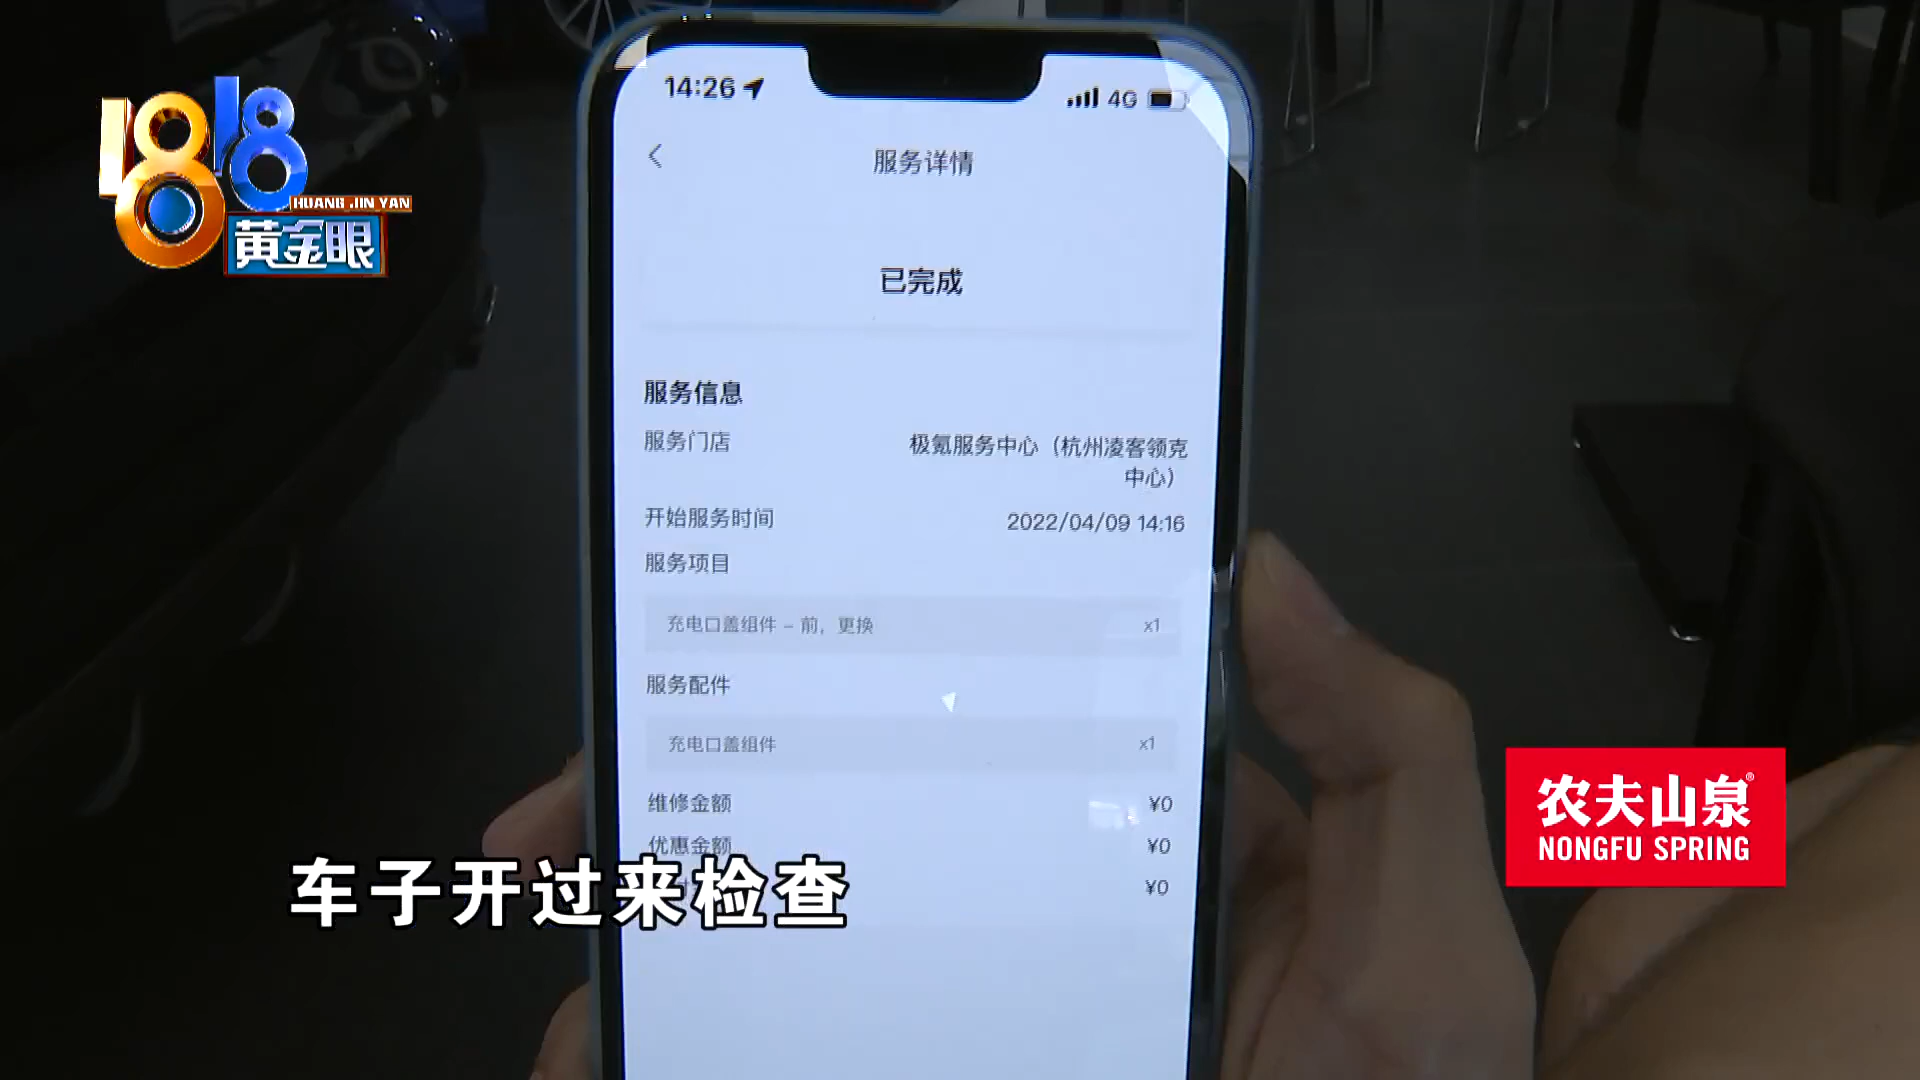 1818
HUANG JIN YAN
黄金眼
14:26
4G
服务详情
已完成
服务信息
服务门店 极氪服务中心（杭州凌客领克
中心）
开始服务时间 2022/04/09 14:16
服务项目
充电口盖组件 - 前，更换 x1
服务配件
充电口盖组件 x1
维修金额 ¥0
优惠金额 ¥0
¥0
车子开过来检查
农夫山泉®
NONGFU SPRING